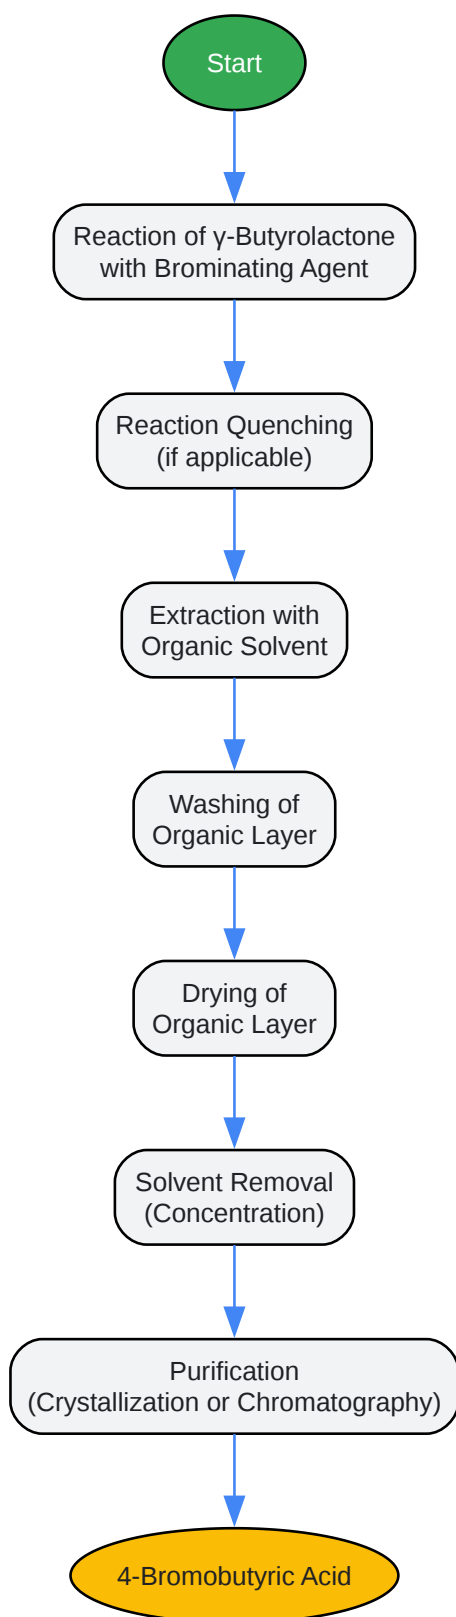 Start
Reaction of γ-Butyrolactone
with Brominating Agent
Reaction Quenching
(if applicable)
Extraction with
Organic Solvent
Washing of
Organic Layer
Drying of
Organic Layer
Solvent Removal
(Concentration)
Purification
(Crystallization or Chromatography)
4-Bromobutyric Acid